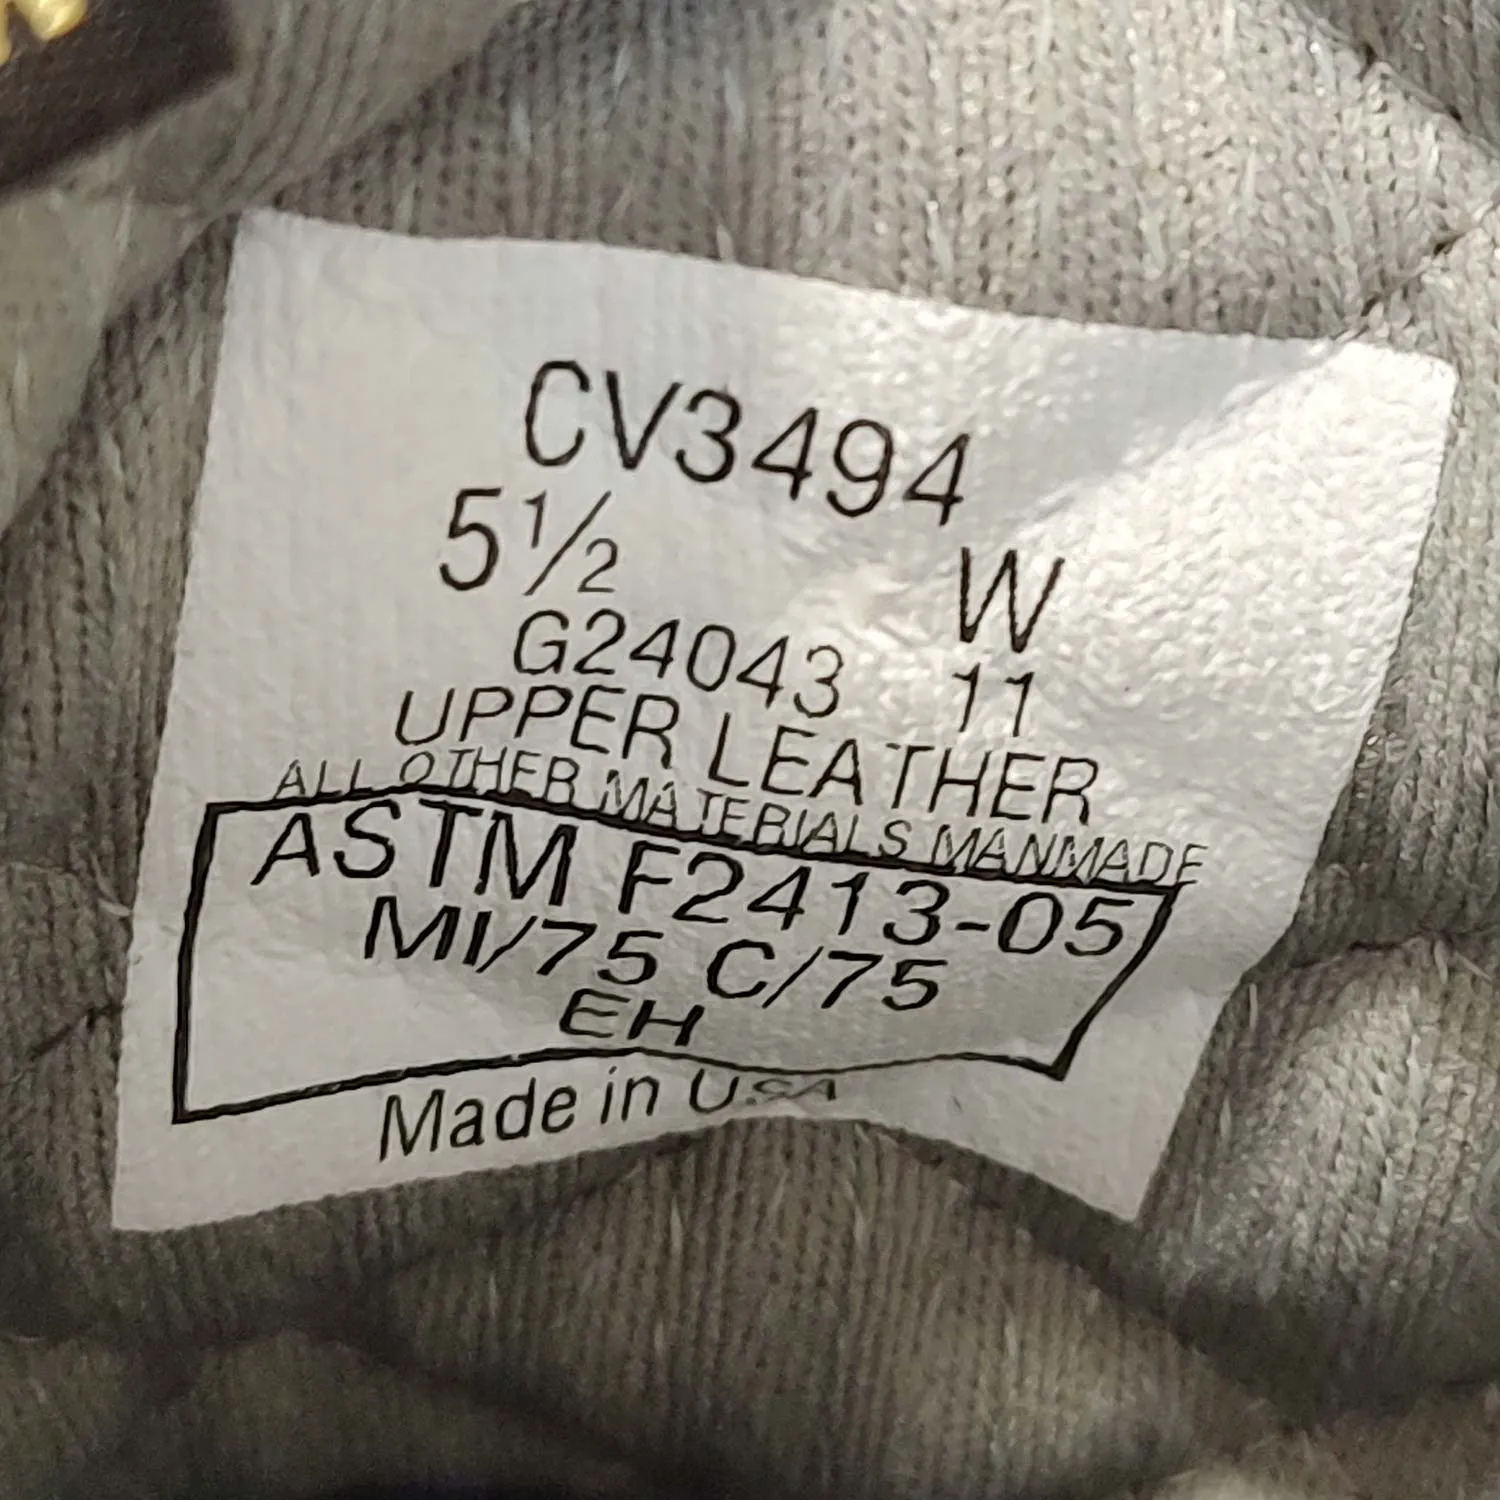 CV3494
5½ W
G24043 11
UPPER LEATHER
ALL OTHER MATERIALS MANMADE
ASTM F2413-05
MI/75 C/75
EH
Made in USA